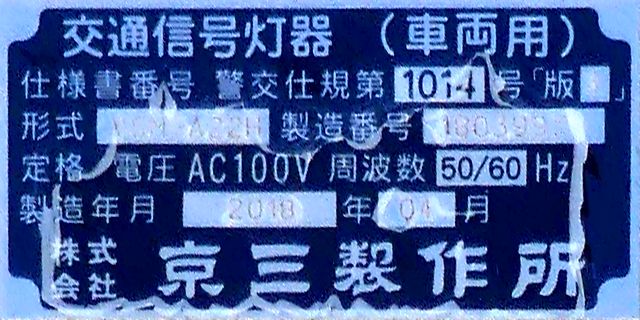 交通信号灯器(車両用)
仕様書番号 警交仕規第 1014 号「版 」
形式 製造番号
定格 電圧 AC100V 周波数 50/60 Hz
製造年月 2018 年 04 月
株式会社 京三製作所